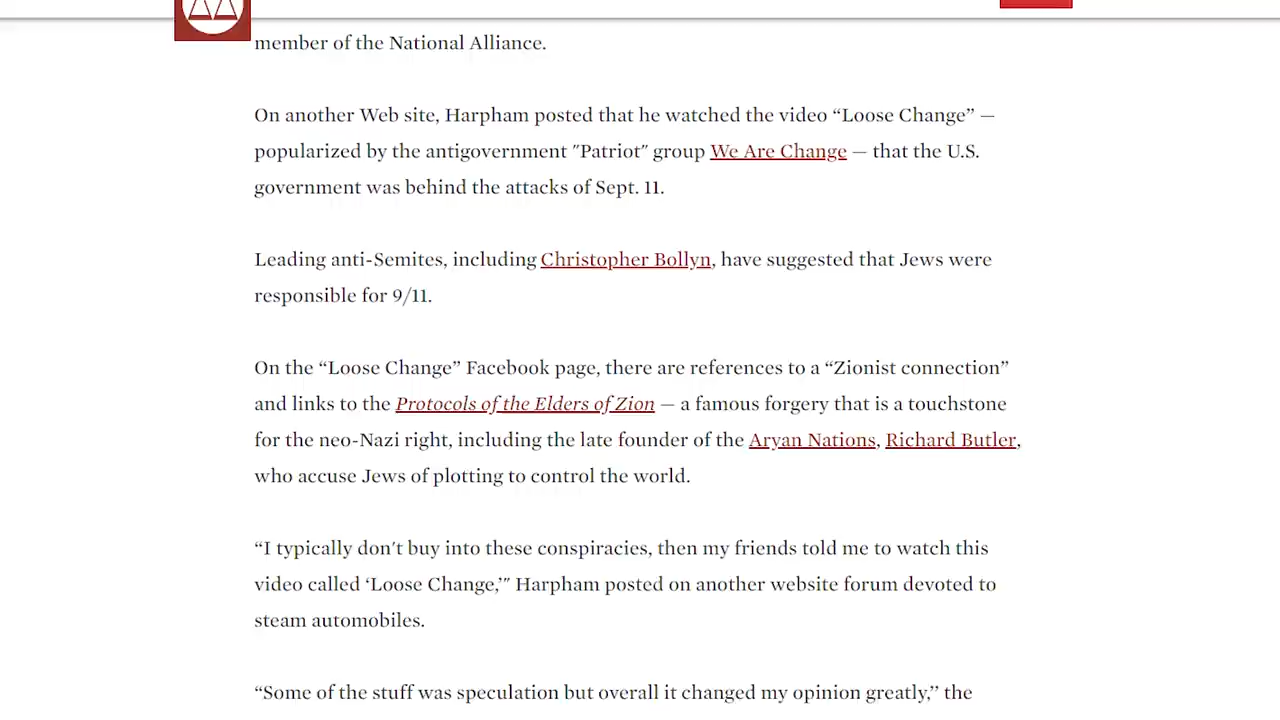 member of the National Alliance.
On another Web site, Harpham posted that he watched the video “Loose Change” —
popularized by the antigovernment "Patriot" group We Are Change — that the U.S.
government was behind the attacks of Sept. 11.
Leading anti-Semites, including Christopher Bollyn, have suggested that Jews were
responsible for 9/11.
On the “Loose Change” Facebook page, there are references to a “Zionist connection”
and links to the Protocols of the Elders of Zion — a famous forgery that is a touchstone
for the neo-Nazi right, including the late founder of the Aryan Nations, Richard Butler,
who accuse Jews of plotting to control the world.
“I typically don't buy into these conspiracies, then my friends told me to watch this
video called ‘Loose Change,’" Harpham posted on another website forum devoted to
steam automobiles.
“Some of the stuff was speculation but overall it changed my opinion greatly,” the